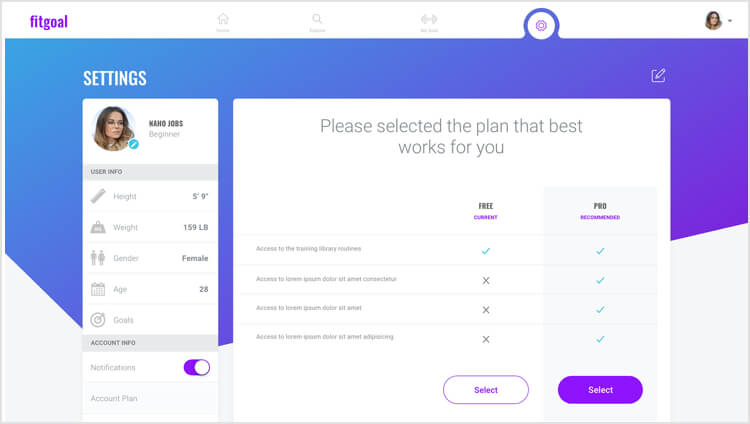 fitgoal
Home
Explore
SETTINGS
NAHO JOBS
Beginner
USER INFO
Height 5' 9"
Weight 159 LB
Gender Female
Age 28
Goals
ACCOUNT INFO
Notifications
Account Plan
Please selected the plan that best
works for you
FREE PRO
CURRENT RECOMMENDED
Access to the training library routines
Access to lorem ipsum dolor sit amet consectetur
Access to lorem ipsum dolor sit amet
Access to lorem ipsum dolor sit amet adipisicing
Select Select